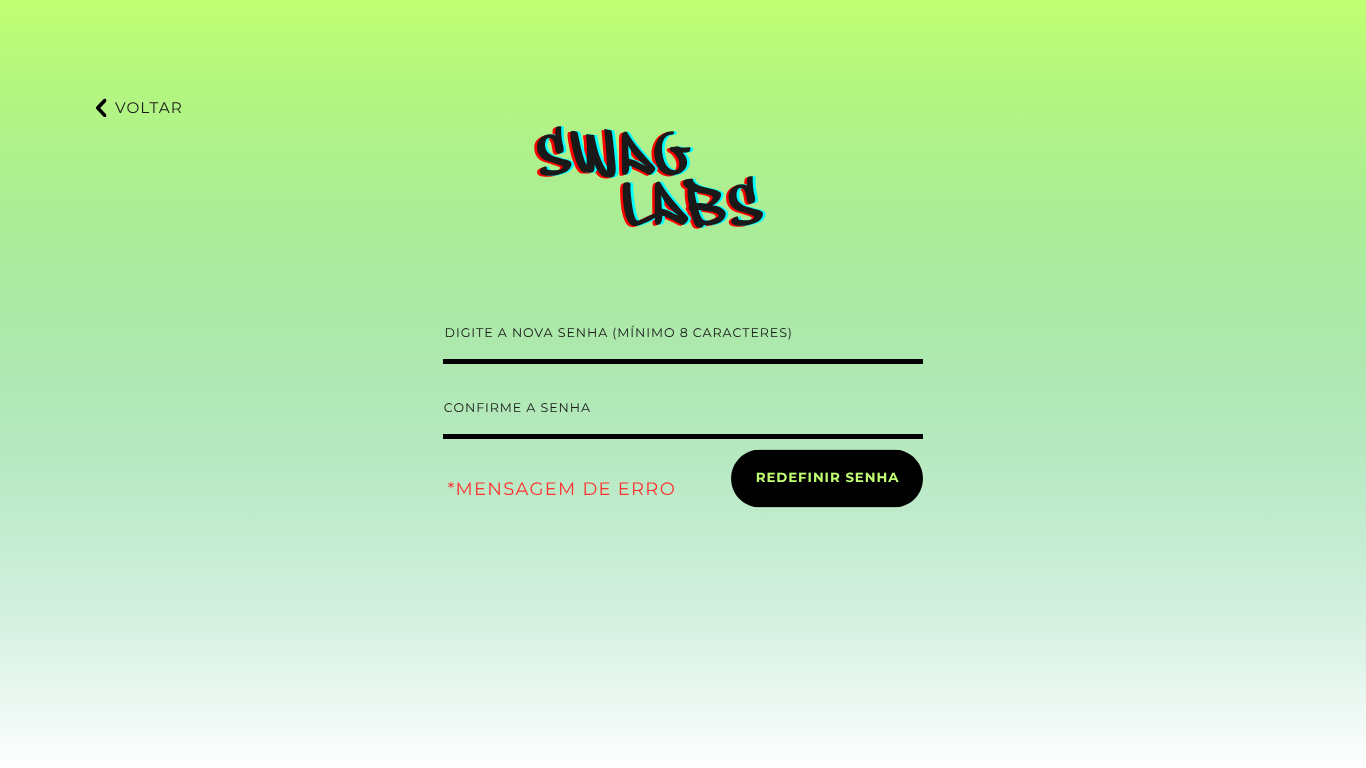 VOLTAR
SWAG
LABS
DIGITE A NOVA SENHA (MÍNIMO 8 CARACTERES)
CONFIRME A SENHA
*MENSAGEM DE ERRO
REDEFINIR SENHA